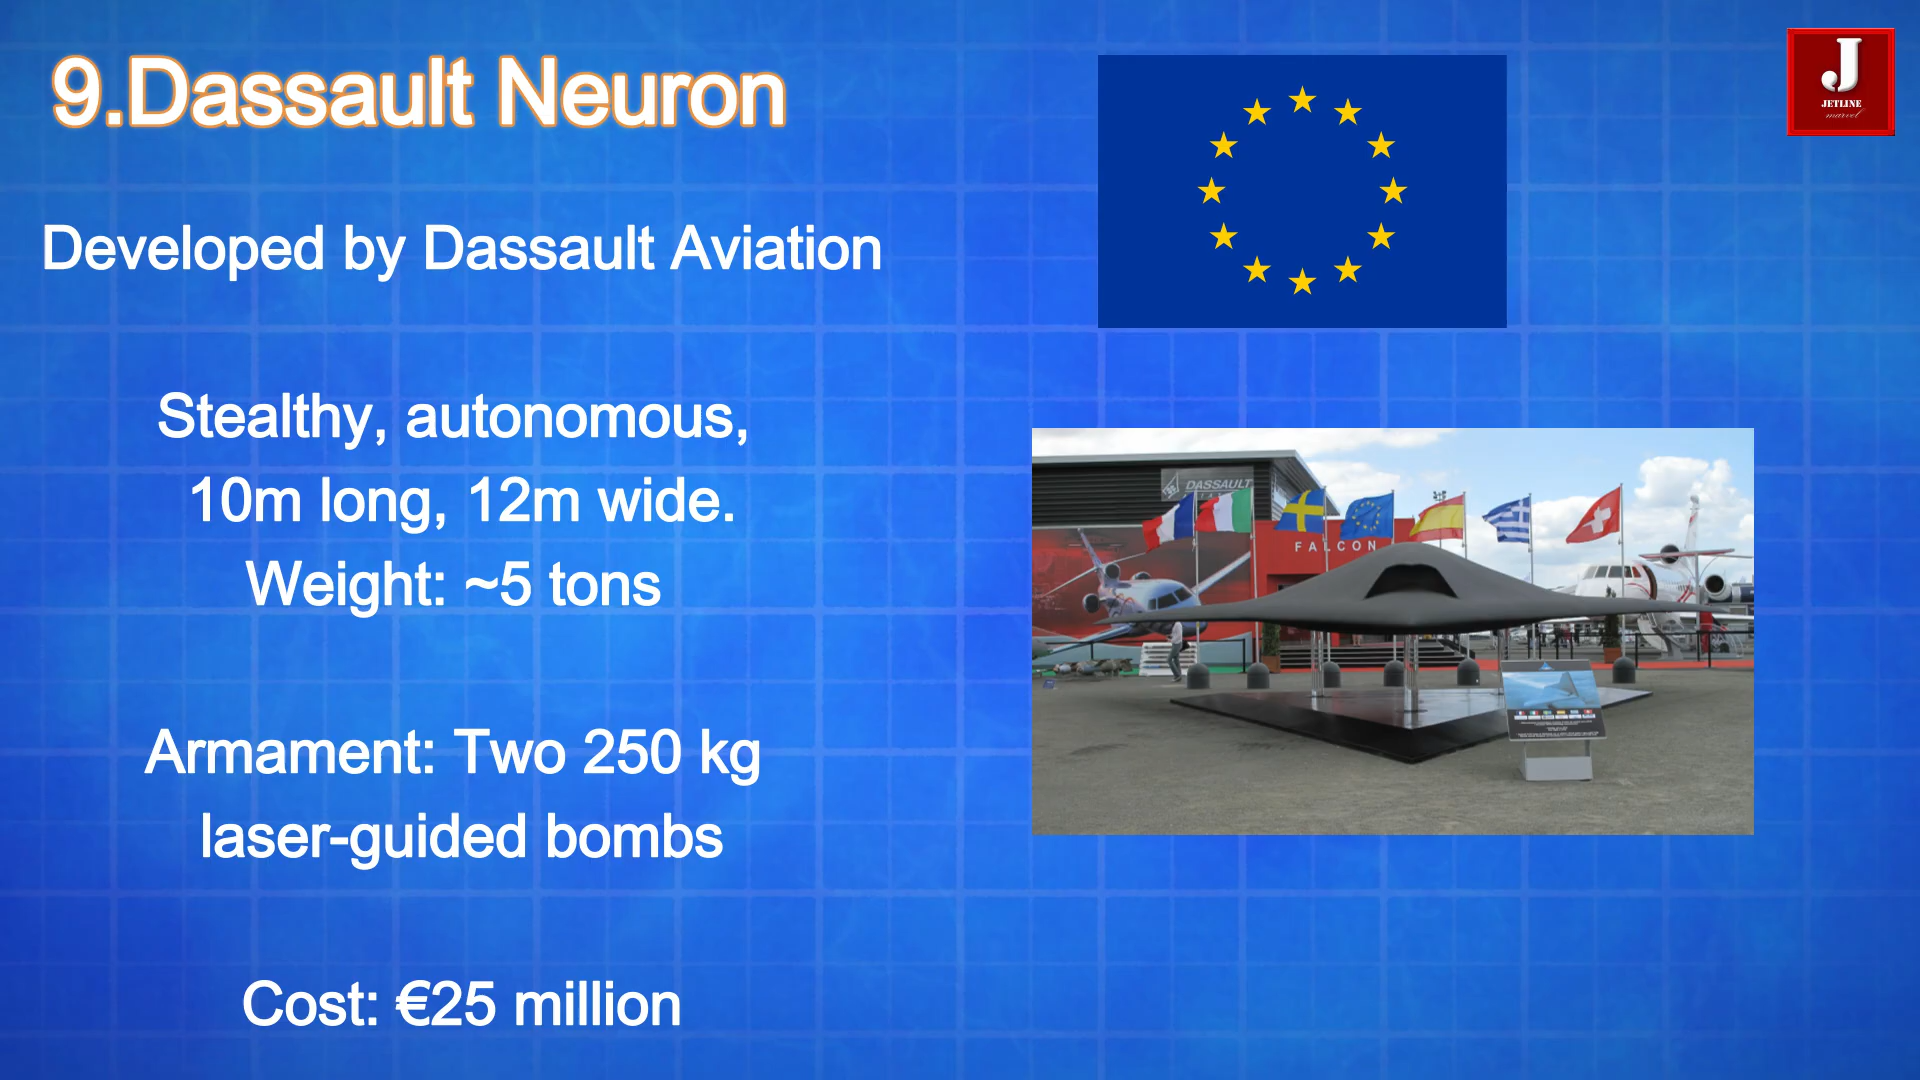 9.Dassault Neuron
Developed by Dassault Aviation
Stealthy, autonomous,
10m long, 12m wide.
Weight: ~5 tons
Armament: Two 250 kg
laser-guided bombs
Cost: €25 million
J
JETLINE
marvel
DASSAULT
FALCON